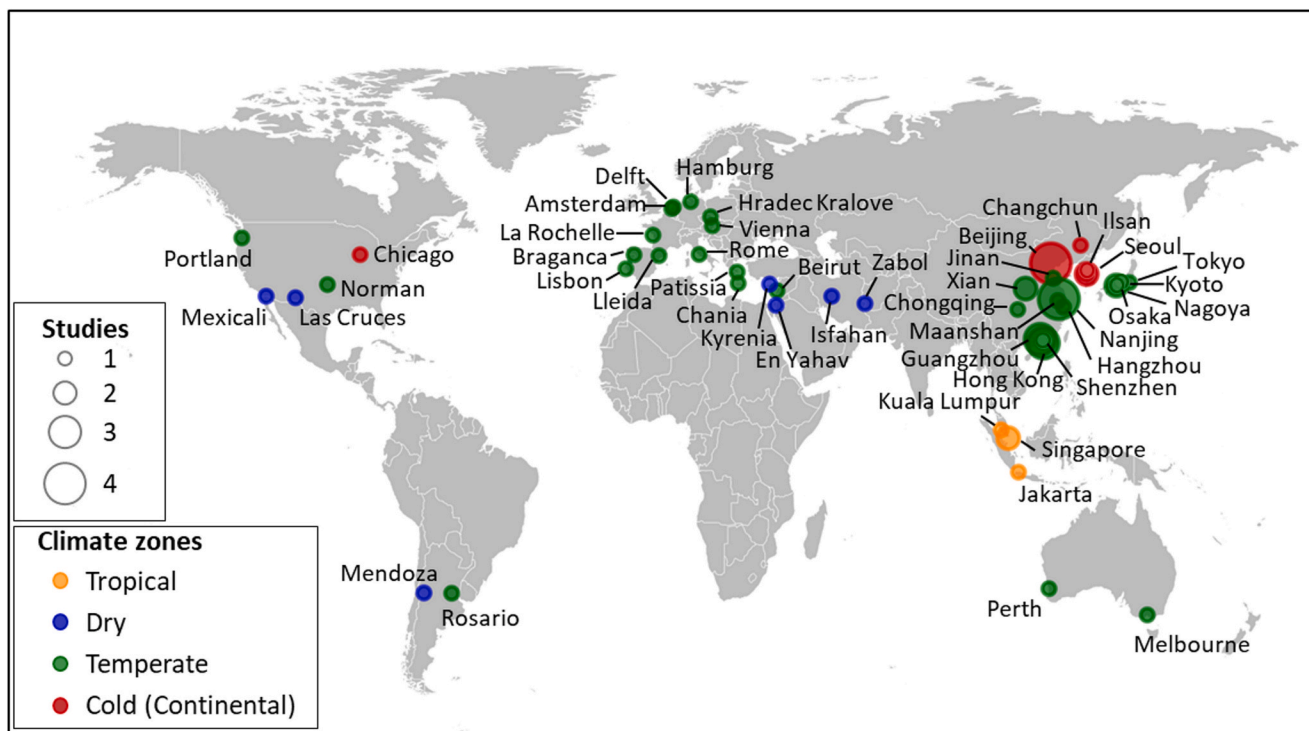 Hamburg
Delft
Amsterdam
Hradec Kralove
Vienna
La Rochelle
Rome
Braganca
Lisbon
Lleida
Patissia
Chania
Kyrenia
Beirut
En Yahav
Isfahan
Zabol
Changchun
Ilsan
Beijing
Seoul
Jinan
Tokyo
Xian
Kyoto
Chongqing
Nagoya
Osaka
Maanshan
Nanjing
Guangzhou
Hangzhou
Hong Kong
Shenzhen
Kuala Lumpur
Singapore
Jakarta
Portland
Chicago
Norman
Mexicali
Las Cruces
Mendoza
Rosario
Perth
Melbourne
Studies
1
2
3
4
Climate zones
Tropical
Dry
Temperate
Cold (Continental)